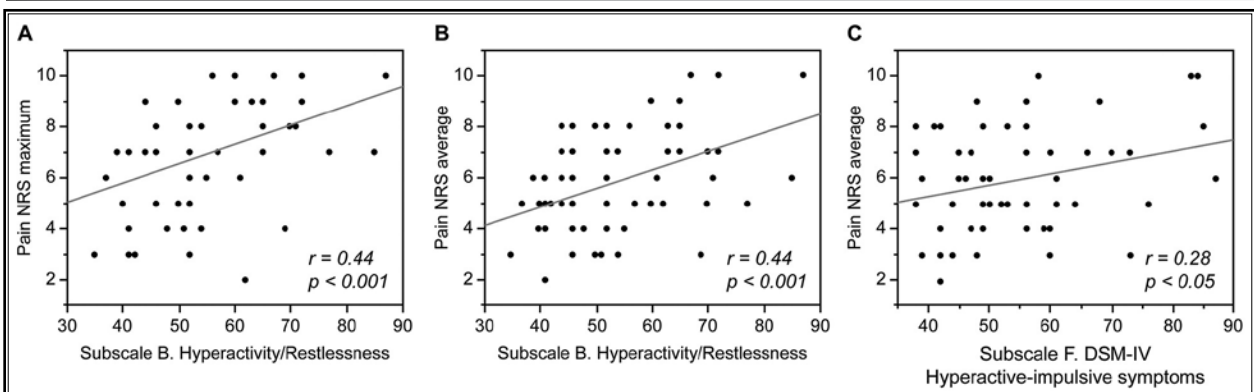 A
Pain NRS maximum
10
8
6
4
2
30 40 50 60 70 80 90
r = 0.44
p < 0.001
Subscale B. Hyperactivity/Restlessness
B
Pain NRS average
10
8
6
4
2
30 40 50 60 70 80 90
r = 0.44
p < 0.001
Subscale B. Hyperactivity/Restlessness
C
Pain NRS average
10
8
6
4
2
40 50 60 70 80 90
r = 0.28
p < 0.05
Subscale F. DSM-IV
Hyperactive-impulsive symptoms